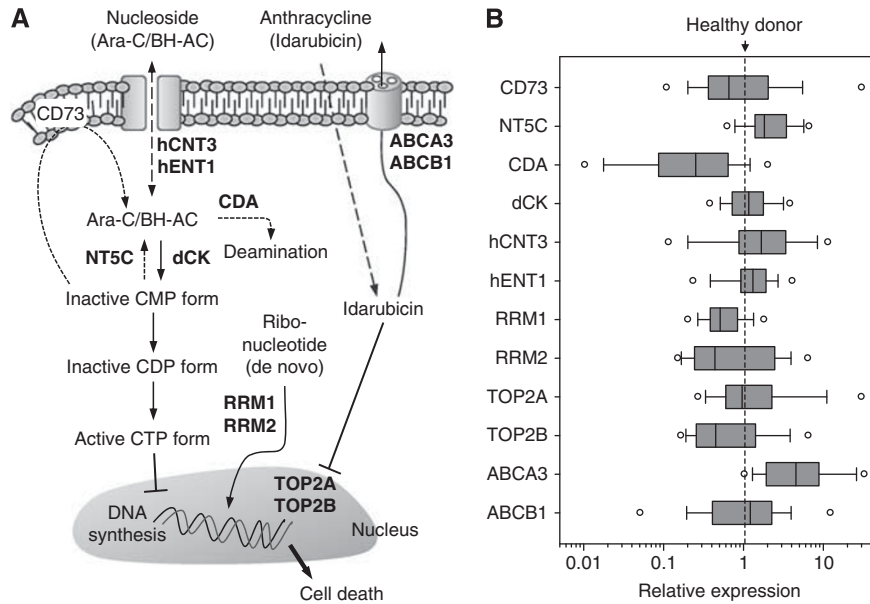 A
Nucleoside
(Ara-C/BH-AC)
Anthracycline
(Idarubicin)
CD73
hCNT3
hENT1
ABCA3
ABCB1
CDA
Ara-C/BH-AC
Deamination
NT5C
dCK
Inactive CMP form
Idarubicin
Ribo-
nucleotide
(de novo)
Inactive CDP form
RRM1
RRM2
Active CTP form
TOP2A
TOP2B
DNA
synthesis
Nucleus
Cell death
B
Healthy donor
CD73
NT5C
CDA
dCK
hCNT3
hENT1
RRM1
RRM2
TOP2A
TOP2B
ABCA3
ABCB1
0.01 0.1 1 10
Relative expression